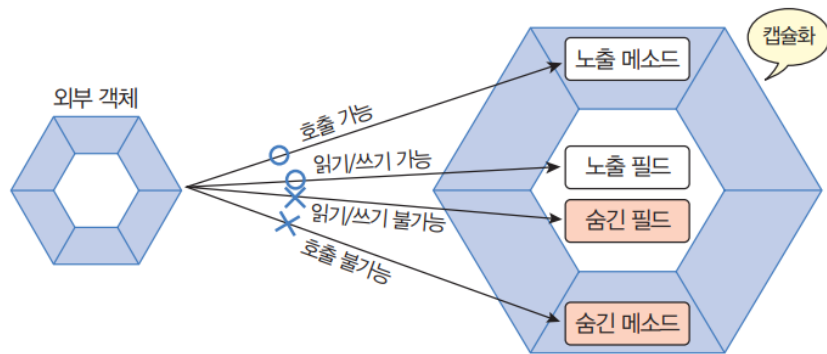 캡슐화
노출 메소드
외부 객체
호출 가능
읽기/쓰기 가능
노출 필드
읽기/쓰기 불가능
숨긴 필드
호출 불가능
숨긴 메소드